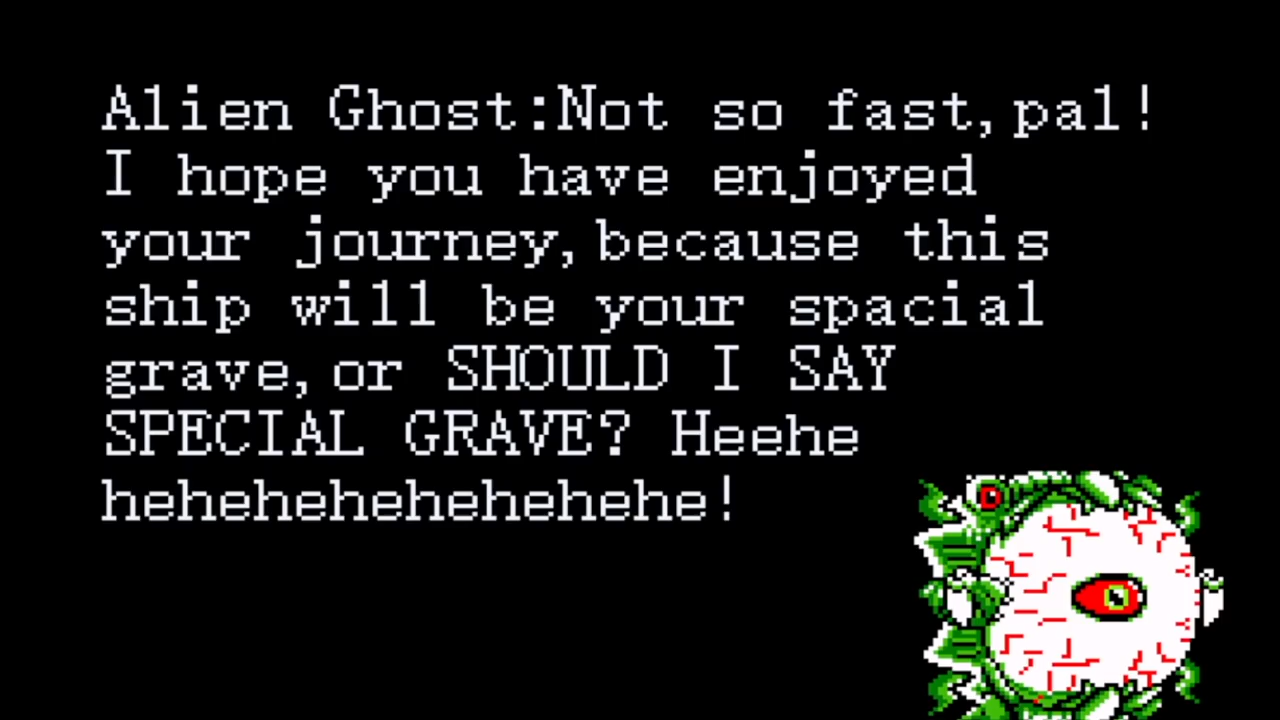 Alien Ghost:Not so fast,pal!
I hope you have enjoyed
your journey,because this
ship will be your spacial
grave,or SHOULD I SAY
SPECIAL GRAVE? Heehe
hehehehehehehehe!